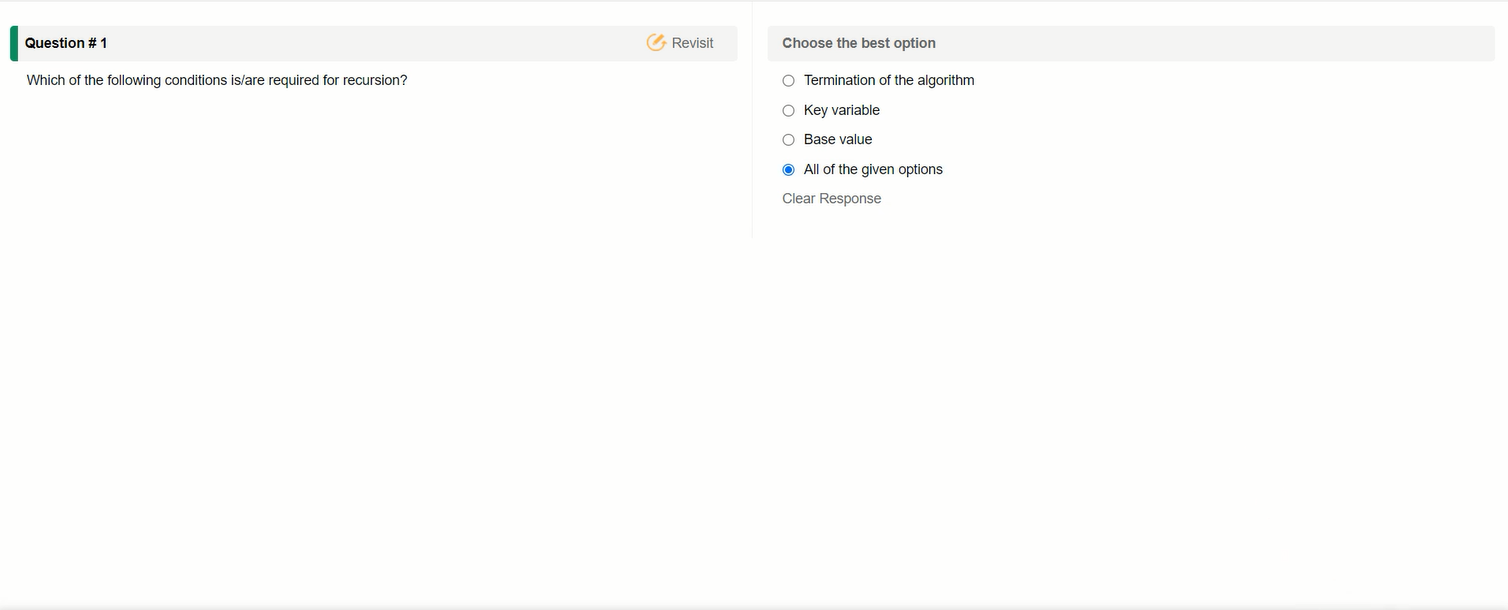 Question # 1
Revisit
Which of the following conditions is/are required for recursion?
Choose the best option
Termination of the algorithm
Key variable
Base value
All of the given options
Clear Response